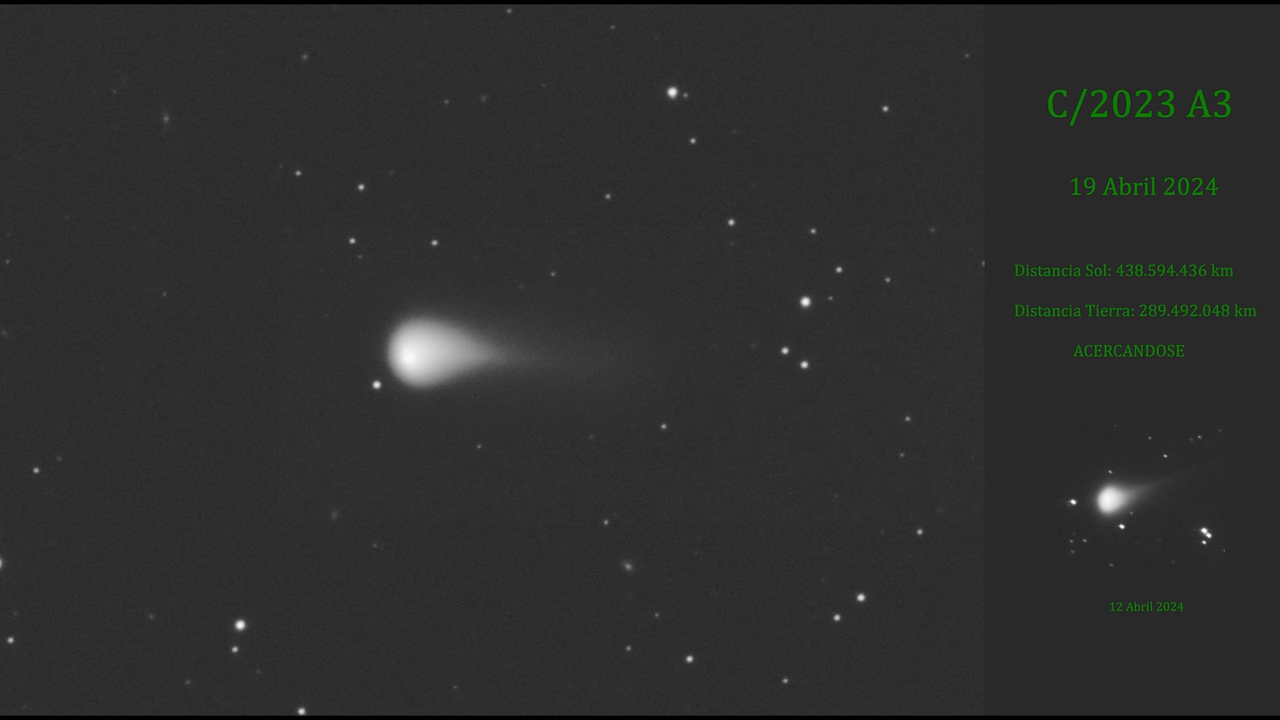 C/2023 A3
19 Abril 2024
Distancia Sol: 438.594.436 km
Distancia Tierra: 289.492.048 km
ACERCANDOSE
12 Abril 2024